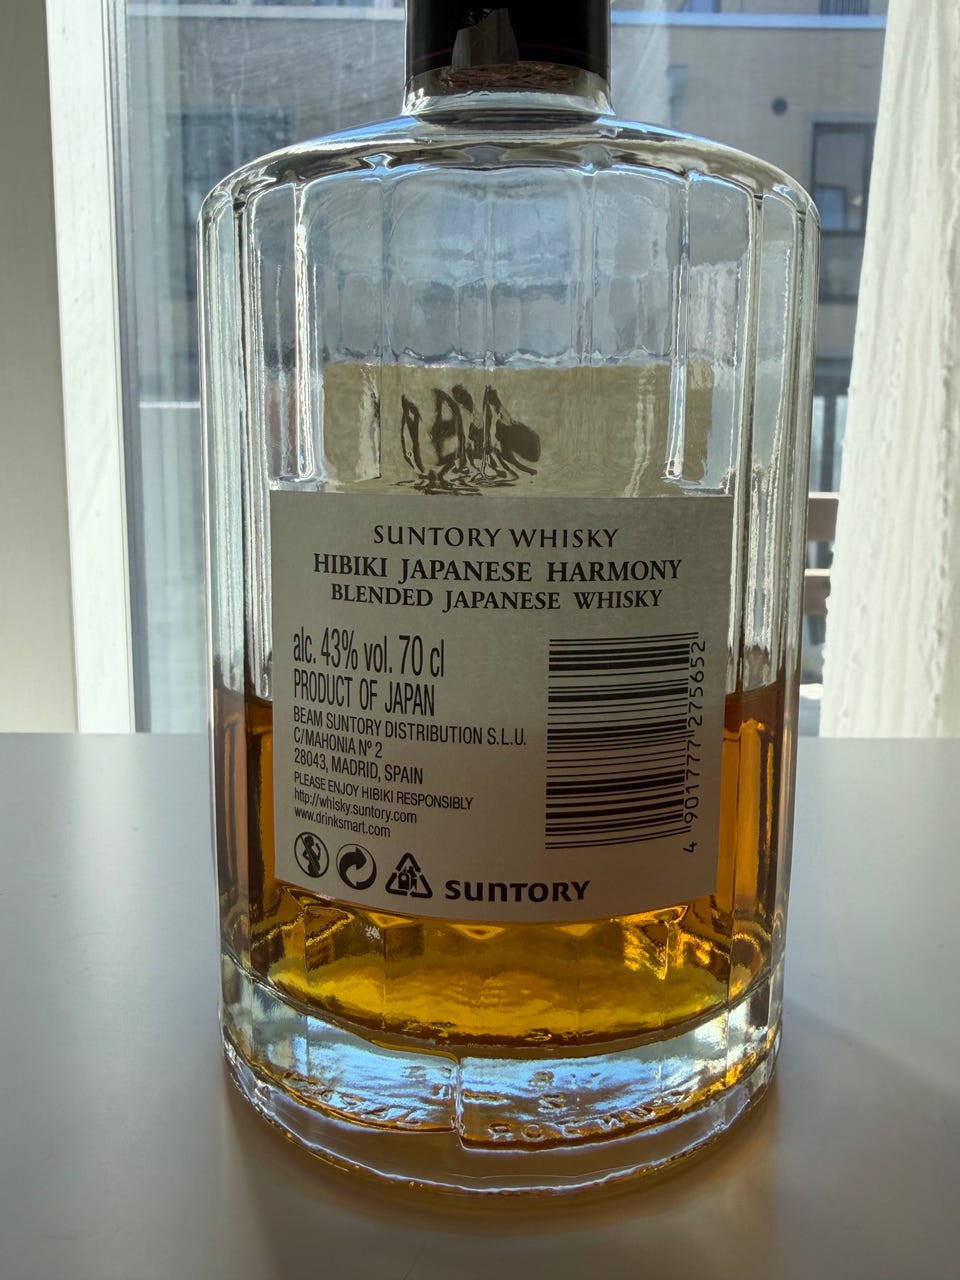 SUNTORY WHISKY
HIBIKI JAPANESE HARMONY
BLENDED JAPANESE WHISKY
alc. 43% vol. 70 cl
PRODUCT OF JAPAN
BEAM SUNTORY DISTRIBUTION S.L.U.
C/MAHONIA Nº 2
28043, MADRID, SPAIN
PLEASE ENJOY HIBIKI RESPONSIBLY
http://whisky.suntory.com
www.drinksmart.com
SUNTORY
4 901777 275652